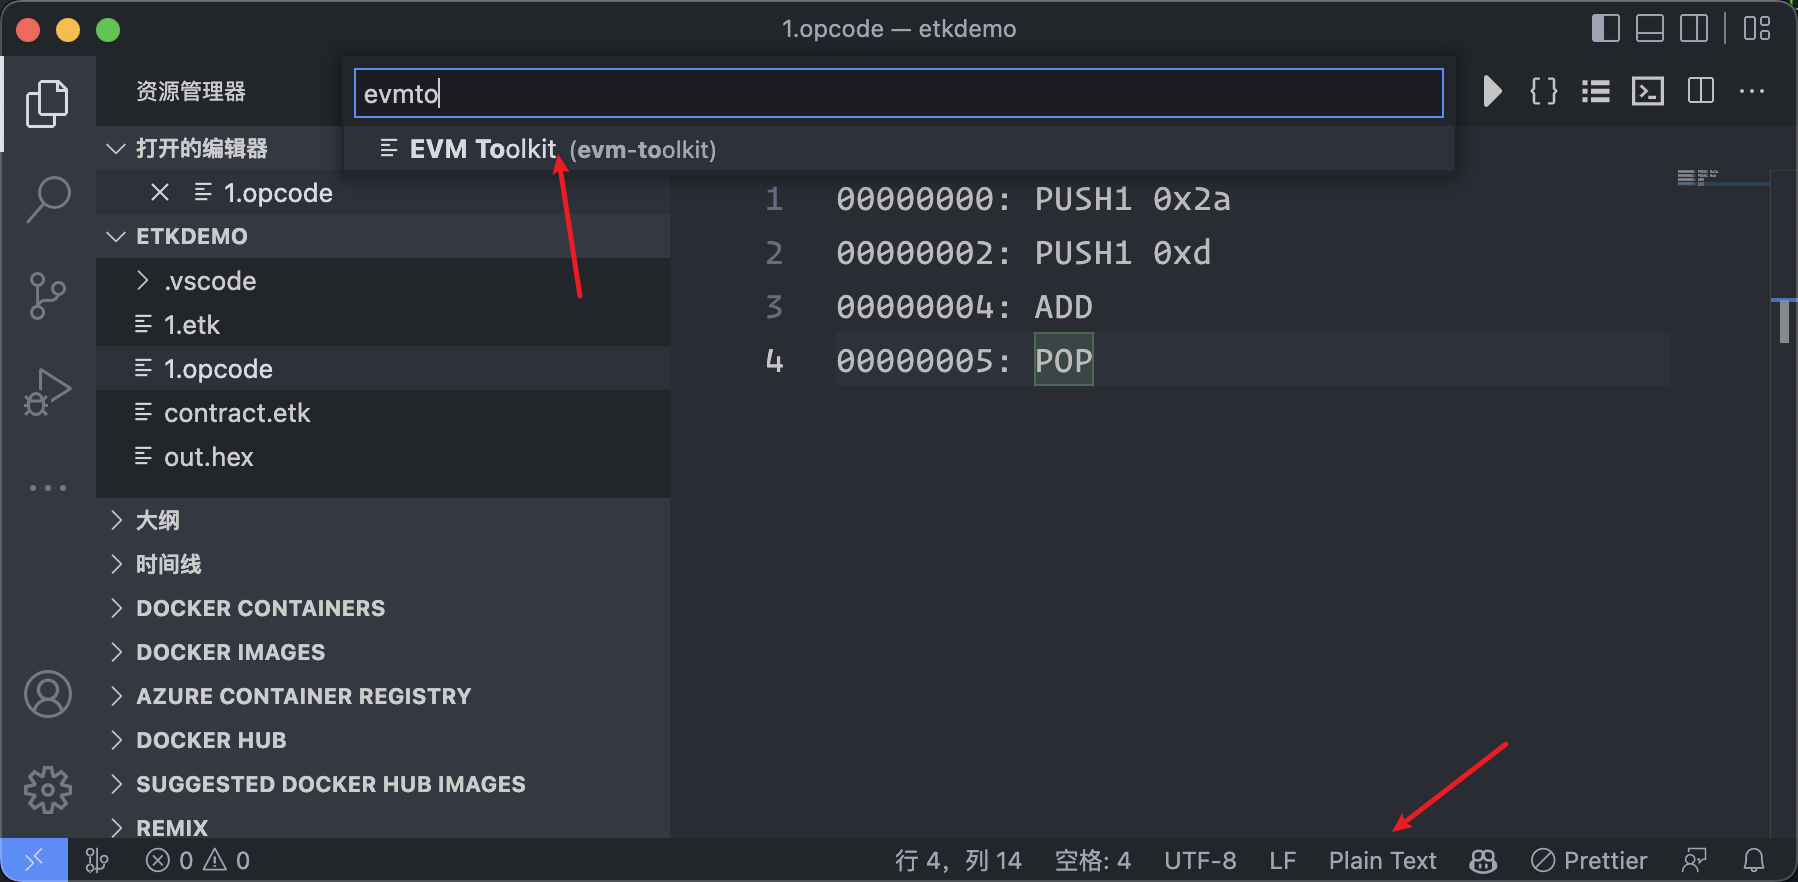 1.opcode — etkdemo
资源管理器
evmto
EVM Toolkit (evm-toolkit)
打开的编辑器
1.opcode
ETKDEMO
.vscode
1.etk
1.opcode
contract.etk
out.hex
大纲
时间线
DOCKER CONTAINERS
DOCKER IMAGES
AZURE CONTAINER REGISTRY
DOCKER HUB
SUGGESTED DOCKER HUB IMAGES
REMIX
1 00000000: PUSH1 0x2a
2 00000002: PUSH1 0xd
3 00000004: ADD
4 00000005: POP
0 0 行 4，列 14 空格: 4 UTF-8 LF Plain Text Prettier